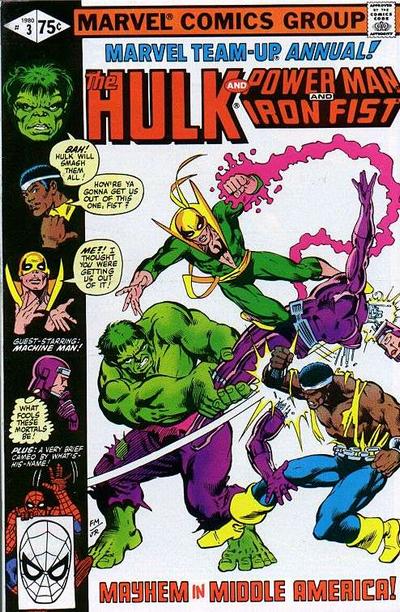 MARVEL COMICS GROUP
1980
75¢
#3
APPROVED
BY THE
COMICS
CODE
AUTHORITY
MARVEL TEAM-UP ANNUAL!
The HULK AND POWER MAN
AND
IRON FIST
BAH!
HULK WILL
SMASH
THEM
ALL!
HOW'RE YA
GONNA GET US
OUT OF THIS
ONE, FIST?
ME?! I
THOUGHT
YOU WERE
GETTING
US OUT
OF IT!
GUEST-STARRING:
MACHINE MAN!
WHAT
FOOLS
THESE
MORTALS
BE!
PLUS: A VERY BRIEF
CAMEO BY WHAT'S-
HIS-NAME!
FM
JR
MAYHEM IN MIDDLE AMERICA!